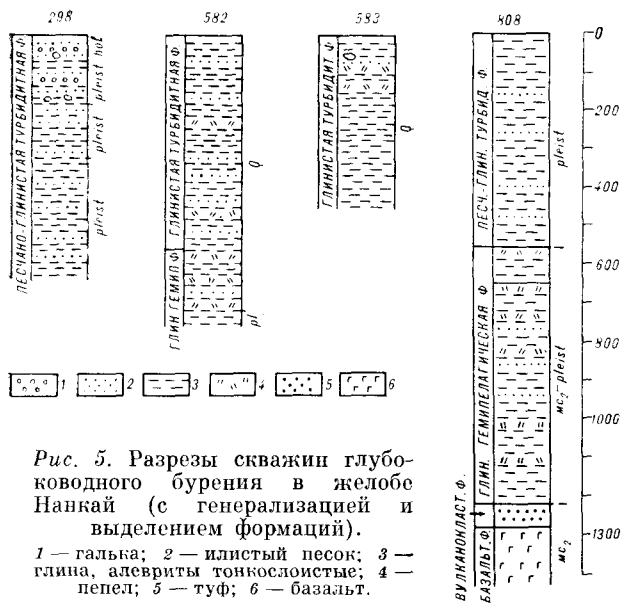 298
582
583
808
ПЕСЧАНО-ГЛИНИСТАЯ ТУРБИДИТНАЯ Ф.
pleist hol
pleist
pleist
ГЛИНИСТАЯ ТУРБИДИТНАЯ Ф.
ГЛИН ГЕМИП Ф.
Q
pl
ГЛИНИСТАЯ ТУРБИДИТ Ф.
Q
ПЕСЧ.-ГЛИН. ТУРБИД Ф.
ГЛИН. ГЕМИПЕЛАГИЧЕСКАЯ Ф
ВУЛКАНОКЛАСТ. Ф.
БАЗАЛЬТ. Ф.
pleist
мс₂-pleist
мс₂
0
200
400
600
800
1000
1300
1
2
3
4
5
6
Рис. 5. Разрезы скважин глубо-
ководного бурения в желобе
Нанкай (с генерализацией и
выделением формаций).
1 — галька; 2 — илистый песок; 3 —
глина, алевриты тонкослоистые; 4 —
пепел; 5 — туф; 6 — базальт.